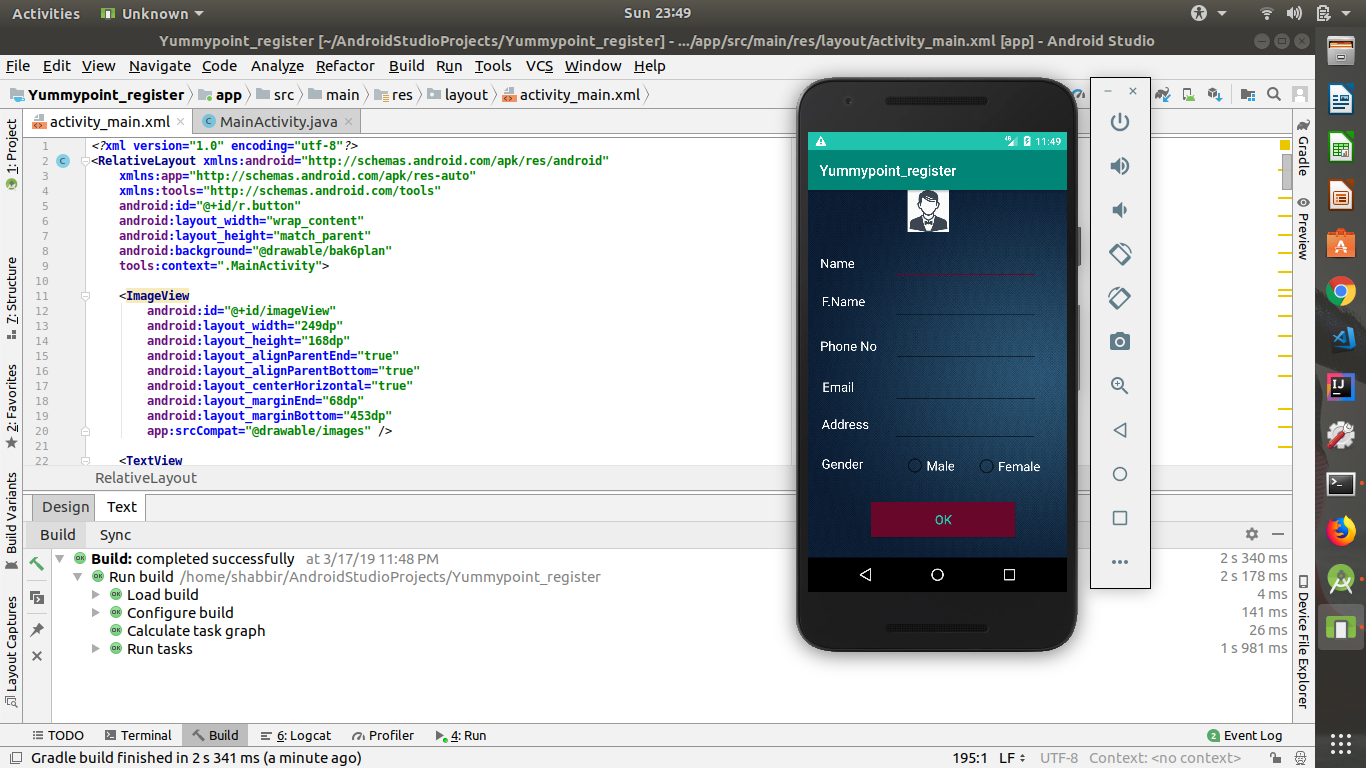 Activities
Unknown
Sun 23:49
Yummypoint_register [~/AndroidStudioProjects/Yummypoint_register] - .../app/src/main/res/layout/activity_main.xml [app] - Android Studio
File Edit View Navigate Code Analyze Refactor Build Run Tools VCS Window Help
Yummypoint_register app src main res layout activity_main.xml
activity_main.xml
MainActivity.java
1: Project
7: Structure
2: Favorites
Build Variants
Layout Captures
1 <?xml version="1.0" encoding="utf-8"?>
2 <RelativeLayout xmlns:android="http://schemas.android.com/apk/res/android"
3 xmlns:app="http://schemas.android.com/apk/res-auto"
4 xmlns:tools="http://schemas.android.com/tools"
5 android:id="@+id/r.button"
6 android:layout_width="wrap_content"
7 android:layout_height="match_parent"
8 android:background="@drawable/bak6plan"
9 tools:context=".MainActivity">
10
11 <ImageView
12 android:id="@+id/imageView"
13 android:layout_width="249dp"
14 android:layout_height="168dp"
15 android:layout_alignParentEnd="true"
16 android:layout_alignParentBottom="true"
17 android:layout_centerHorizontal="true"
18 android:layout_marginEnd="68dp"
19 android:layout_marginBottom="453dp"
20 app:srcCompat="@drawable/images" />
21
22 <TextView
RelativeLayout
Design Text
11:49
Yummypoint_register
Name
F.Name
Phone No
Email
Address
Gender Male Female
OK
Gradle
Preview
Device File Explorer
Build Sync
Build: completed successfully at 3/17/19 11:48 PM 2 s 340 ms
Run build /home/shabbir/AndroidStudioProjects/Yummypoint_register 2 s 178 ms
Load build 4 ms
Configure build 141 ms
Calculate task graph 26 ms
Run tasks 1 s 981 ms
TODO Terminal Build 6: Logcat Profiler 4: Run 2 Event Log
Gradle build finished in 2 s 341 ms (a minute ago) 195:1 LF UTF-8 Context: <no context>